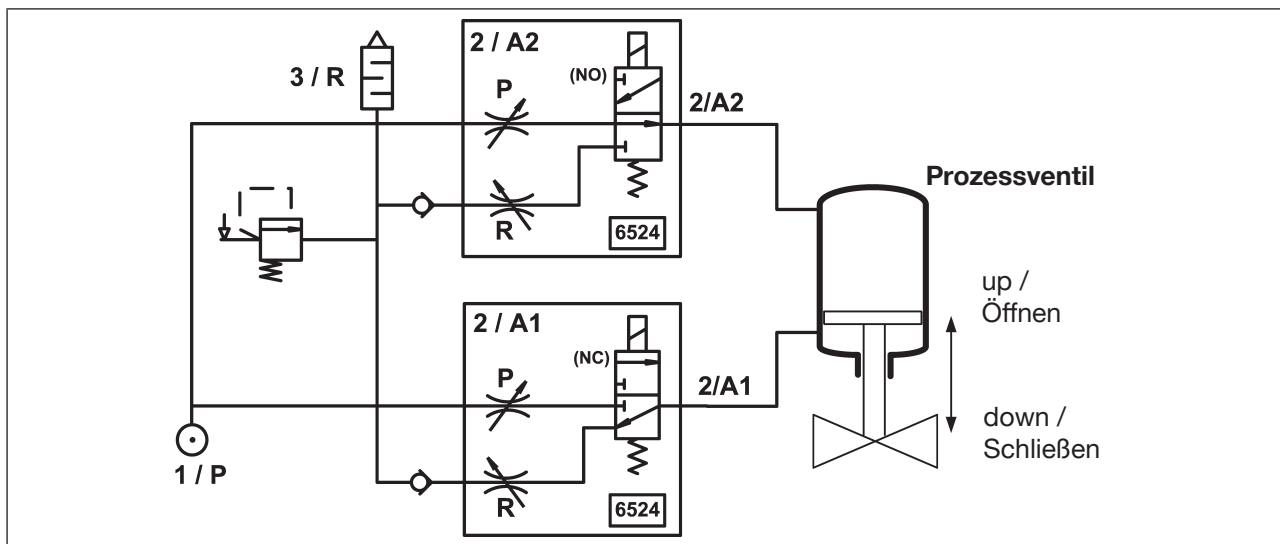 2 / A2
3 / R
(NO)
P
2/A2
Prozessventil
R
6524
up /
Öffnen
2 / A1
(NC)
P
2/A1
down /
Schließen
1 / P
R
6524